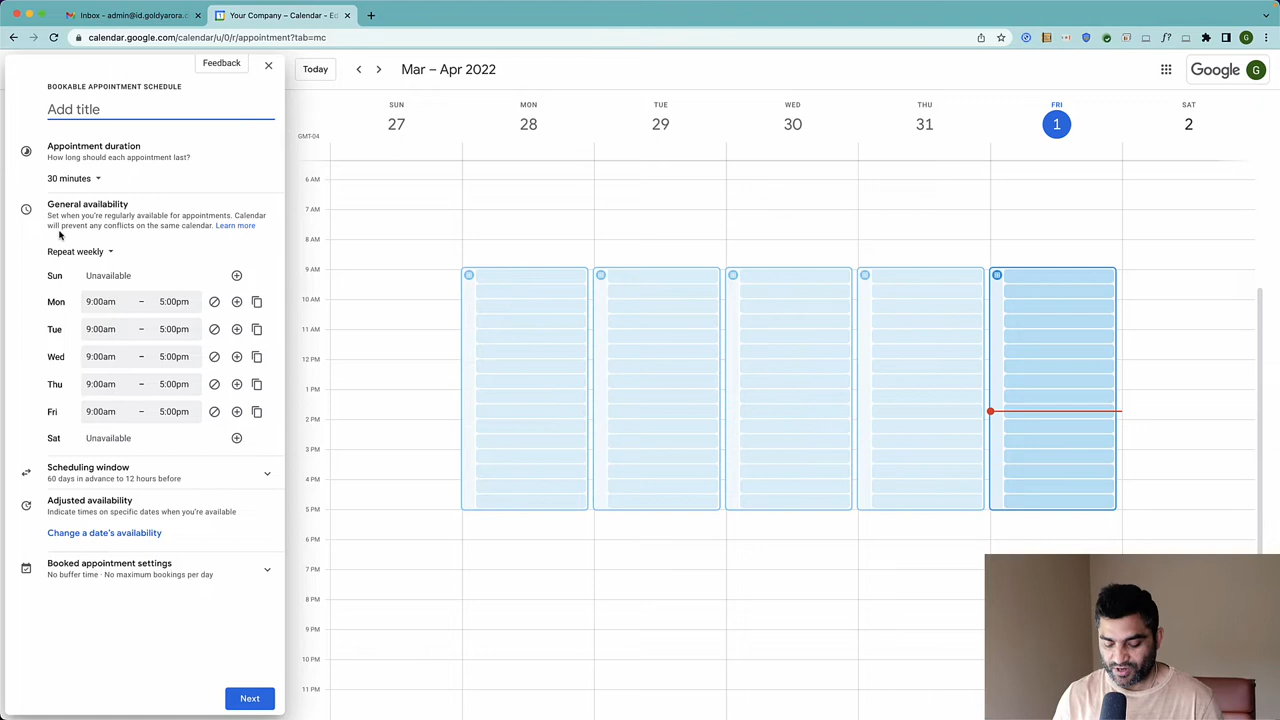 Inbox - admin@id.goldyarora.c
Your Company – Calendar - Ed
calendar.google.com/calendar/u/0/r/appointment?tab=mc
G
Feedback
BOOKABLE APPOINTMENT SCHEDULE
Add title
Appointment duration
How long should each appointment last?
30 minutes
General availability
Set when you're regularly available for appointments. Calendar
will prevent any conflicts on the same calendar. Learn more
Repeat weekly
Sun Unavailable
Mon 9:00am – 5:00pm
Tue 9:00am – 5:00pm
Wed 9:00am – 5:00pm
Thu 9:00am – 5:00pm
Fri 9:00am – 5:00pm
Sat Unavailable
Scheduling window
60 days in advance to 12 hours before
Adjusted availability
Indicate times on specific dates when you're available
Change a date's availability
Booked appointment settings
No buffer time · No maximum bookings per day
Next
Today
Mar – Apr 2022
Google G
SUN MON TUE WED THU FRI SAT
27 28 29 30 31 1 2
GMT-04
6 AM
7 AM
8 AM
9 AM
10 AM
11 AM
12 PM
1 PM
2 PM
3 PM
4 PM
5 PM
6 PM
7 PM
8 PM
9 PM
10 PM
11 PM